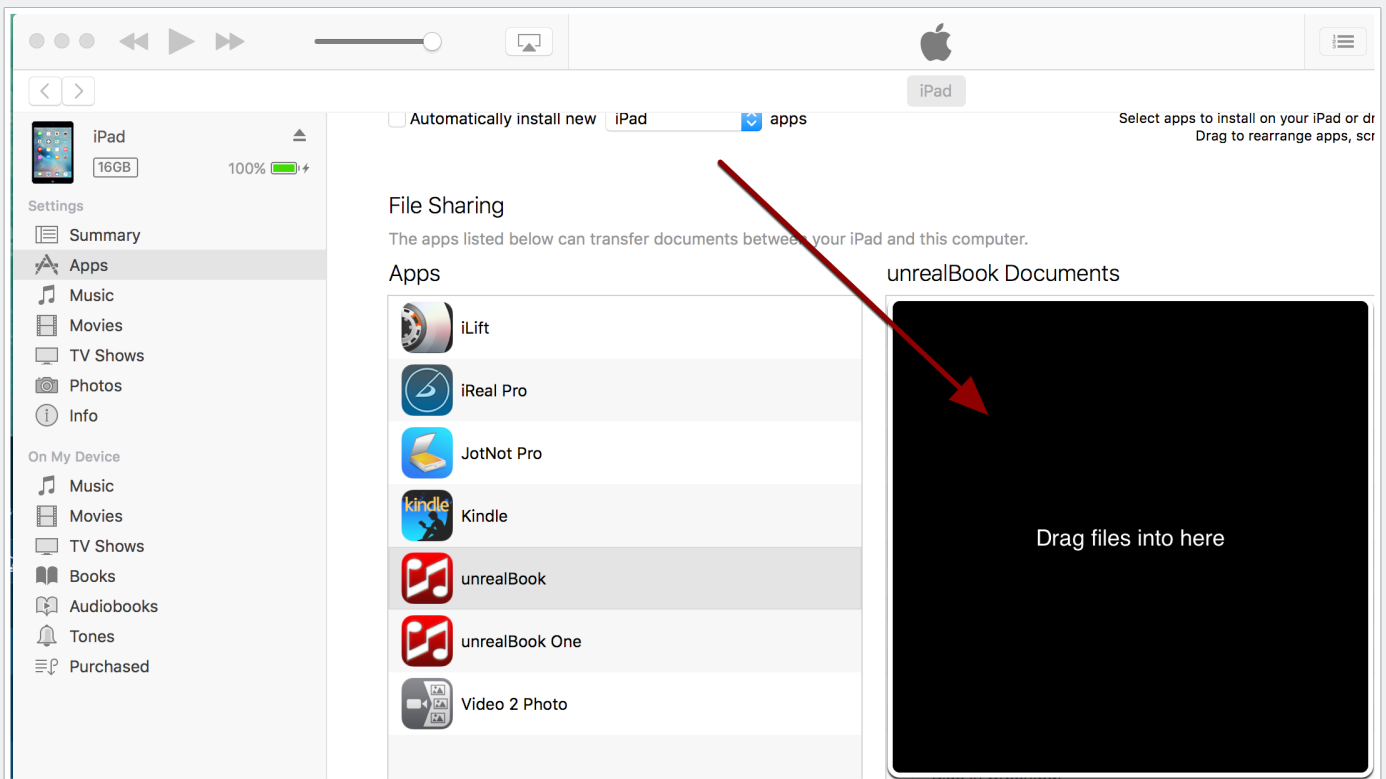 iPad
Automatically install new iPad apps
Select apps to install on your iPad or dr
Drag to rearrange apps, scr
iPad
16GB
100%
Settings
Summary
Apps
Music
Movies
TV Shows
Photos
Info
On My Device
Music
Movies
TV Shows
Books
Audiobooks
Tones
Purchased
File Sharing
The apps listed below can transfer documents between your iPad and this computer.
Apps
iLift
iReal Pro
JotNot Pro
kindle
Kindle
unrealBook
unrealBook One
Video 2 Photo
unrealBook Documents
Drag files into here